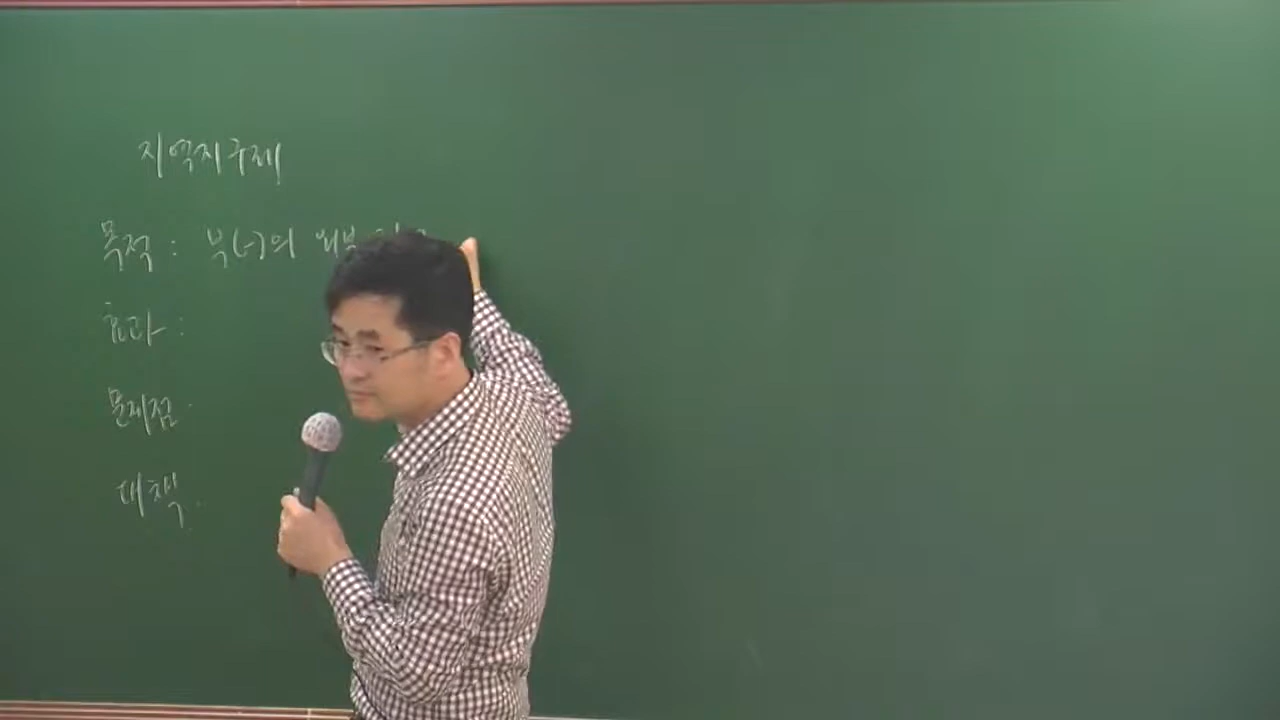 지역지구제
목적 : 부(-)의 외부
효과 :
문제점
대책